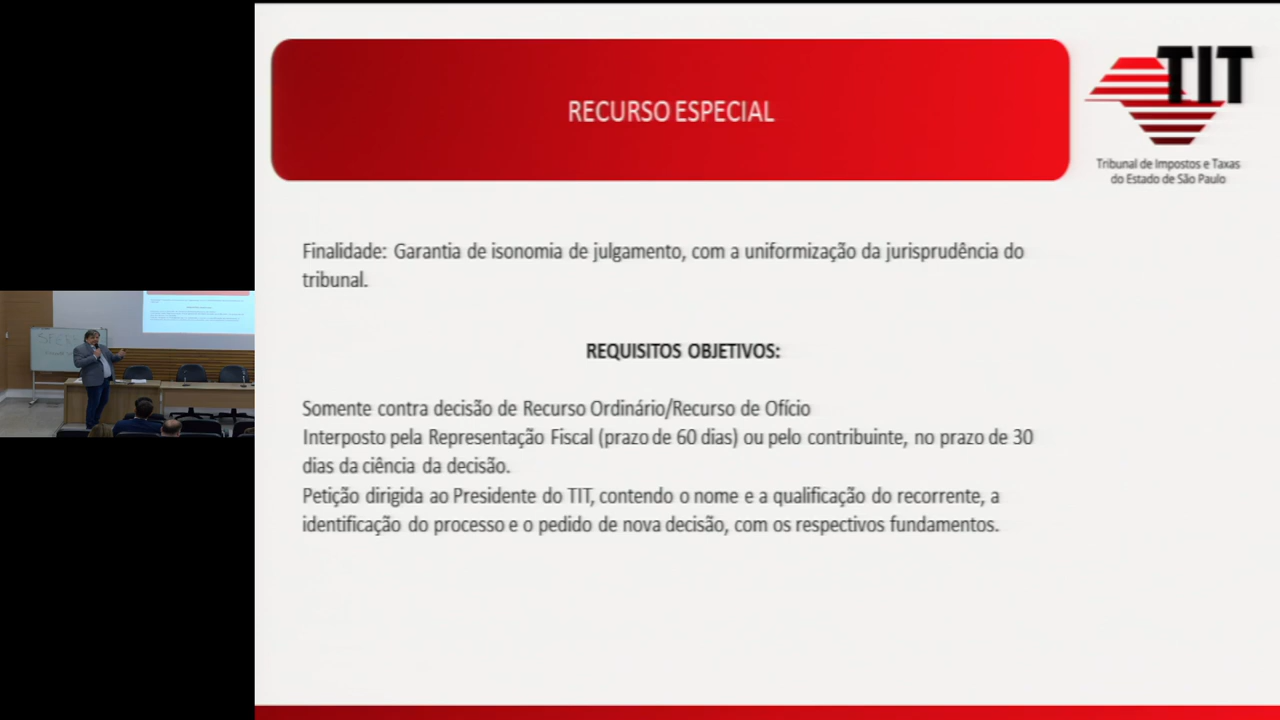 RECURSO ESPECIAL
TIT
Tribunal de Impostos e Taxas
do Estado de São Paulo
Finalidade: Garantia de isonomia de julgamento, com a uniformização da jurisprudência do
tribunal.
REQUISITOS OBJETIVOS:
Somente contra decisão de Recurso Ordinário/Recurso de Ofício
Interposto pela Representação Fiscal (prazo de 60 dias) ou pelo contribuinte, no prazo de 30
dias da ciência da decisão.
Petição dirigida ao Presidente do TIT, contendo o nome e a qualificação do recorrente, a
identificação do processo e o pedido de nova decisão, com os respectivos fundamentos.